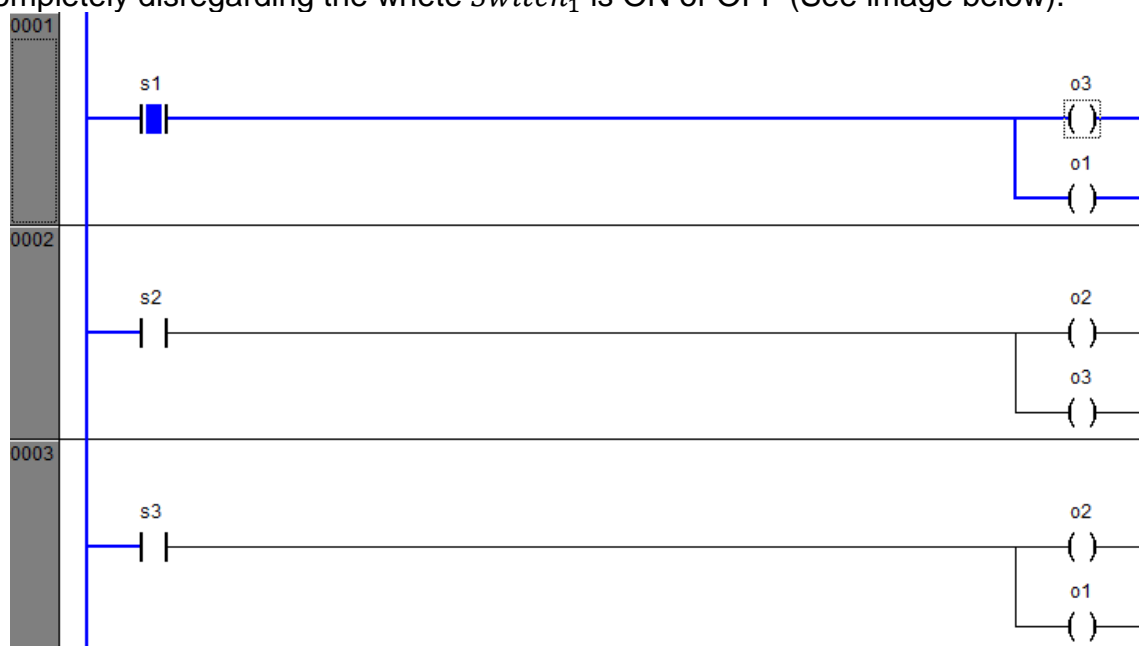 completely disregarding the whete Switch₁ is ON or OFF (See image below).
0001
s1
o3
o1
0002
s2
o2
o3
0003
s3
o2
o1